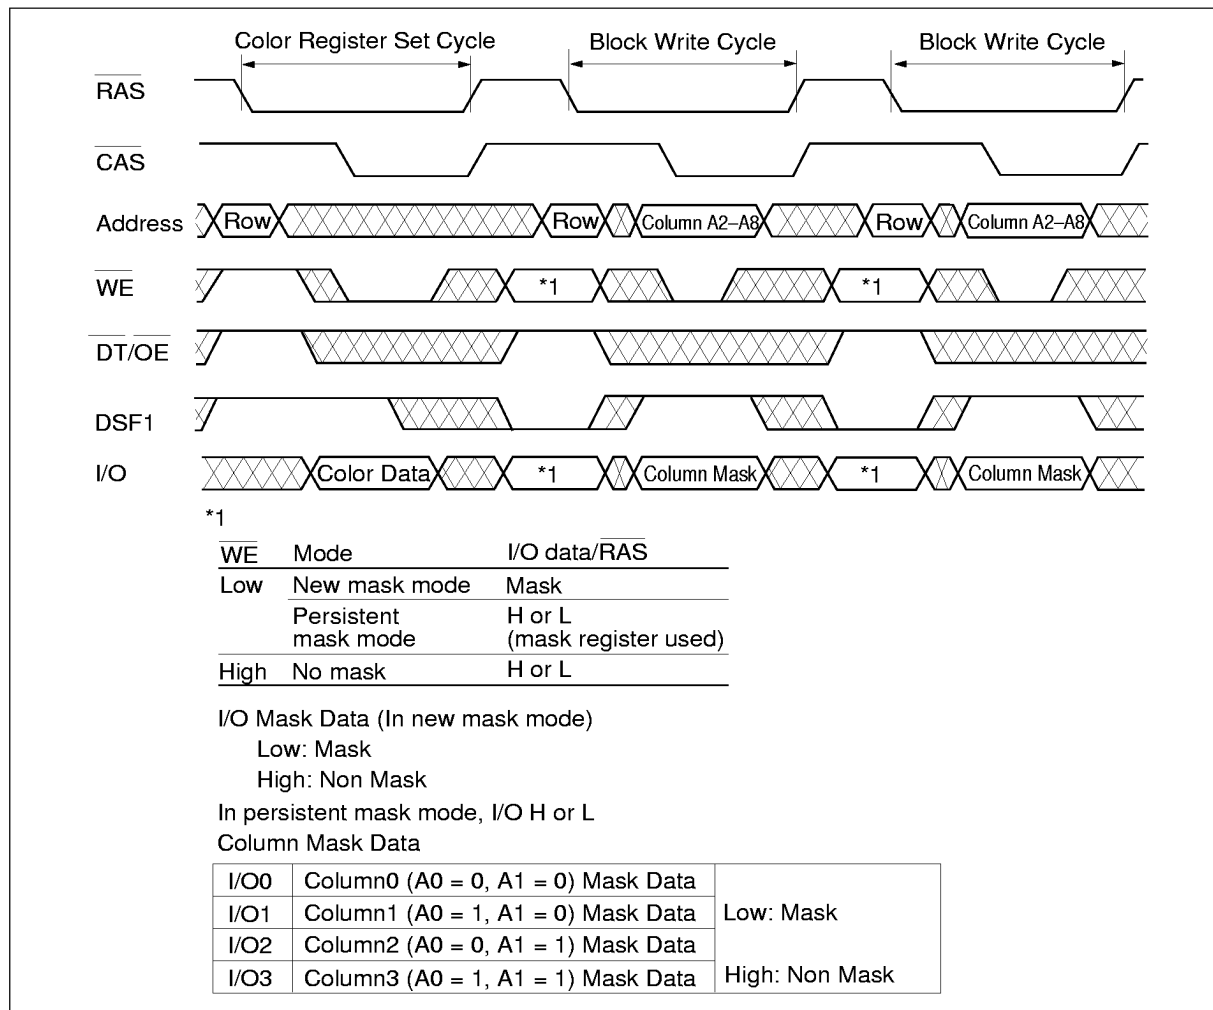 Color Register Set Cycle Block Write Cycle Block Write Cycle
RAS
CAS
Address Row Row Column A2–A8 Row Column A2–A8
WE *1 *1
DT/OE
DSF1
I/O Color Data *1 Column Mask *1 Column Mask
*1
WE Mode I/O data/RAS
Low New mask mode Mask
Persistent H or L
mask mode (mask register used)
High No mask H or L
I/O Mask Data (In new mask mode)
Low: Mask
High: Non Mask
In persistent mask mode, I/O H or L
Column Mask Data
I/O0 Column0 (A0 = 0, A1 = 0) Mask Data
I/O1 Column1 (A0 = 1, A1 = 0) Mask Data Low: Mask
I/O2 Column2 (A0 = 0, A1 = 1) Mask Data
I/O3 Column3 (A0 = 1, A1 = 1) Mask Data High: Non Mask